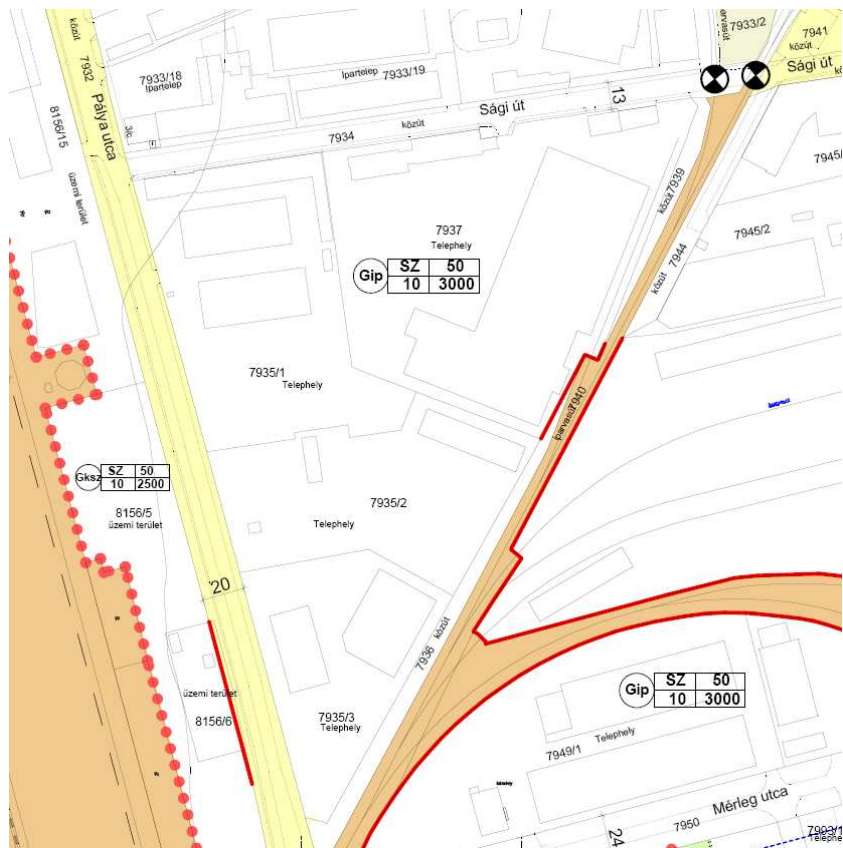 közút
7932
Pálya utca
8156/15
üzemi terület
7933/18
Ipartelep
7933/19
Ipartelep
3/c.
7934
közút
Sági út
13
7933/2
7941
közút
Sági út
7945/2
közút 7939
közút 7944
7937
Telephely
Gip
SZ 50
10 3000
7935/1
Telephely
iparvasút 7940
Gksz
SZ 50
10 2500
8156/5
üzemi terület
7935/2
Telephely
20
7936 közút
üzemi terület
8156/6
7935/3
Telephely
Gip
SZ 50
10 3000
7949/1 Telephely
Mérleg utca
7950
24